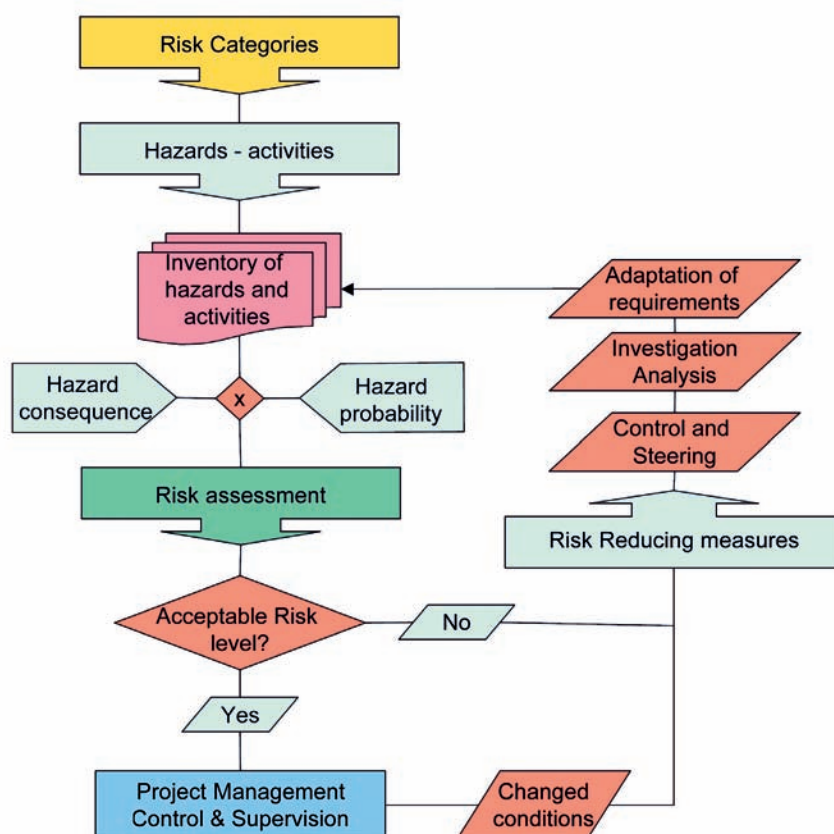 Risk Categories
Hazards - activities
Inventory of
hazards and
activities
Hazard
consequence
x
Hazard
probability
Risk assessment
Acceptable Risk
level?
No
Yes
Project Management
Control & Supervision
Changed
conditions
Risk Reducing measures
Control and
Steering
Investigation
Analysis
Adaptation of
requirements